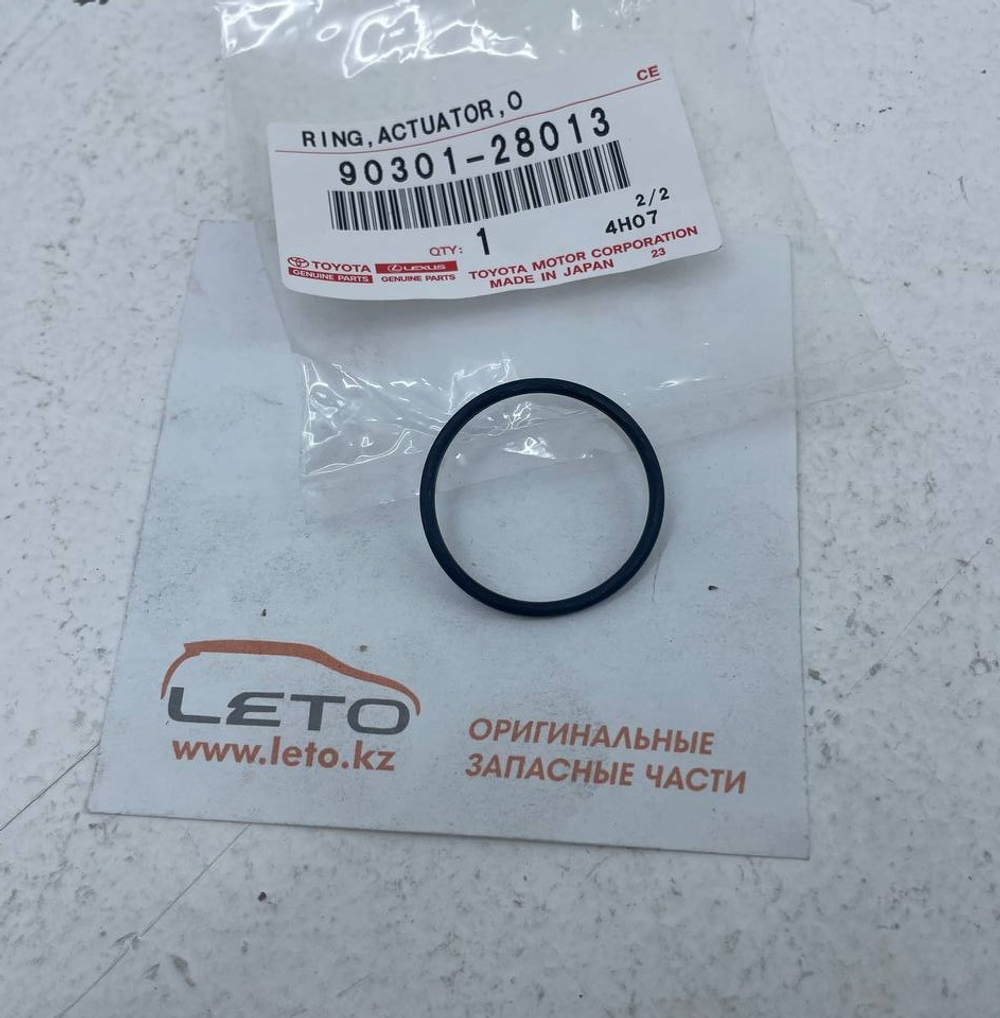 CE
RING,ACTUATOR,O
90301-28013
2/2
QTY: 1 4H07
TOYOTA LEXUS TOYOTA MOTOR CORPORATION
GENUINE PARTS GENUINE PARTS MADE IN JAPAN 23
LETO
www.leto.kz
ОРИГИНАЛЬНЫЕ
ЗАПАСНЫЕ ЧАСТИ